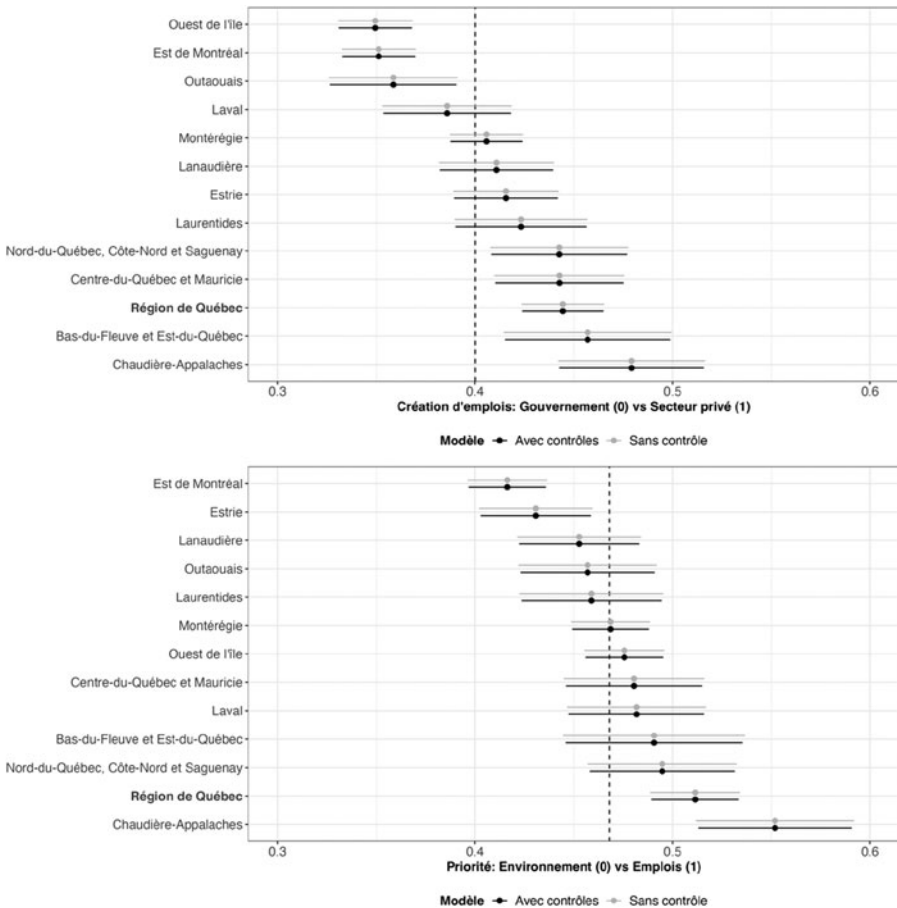 Ouest de l'île
Est de Montréal
Outaouais
Laval
Montérégie
Lanaudière
Estrie
Laurentides
Nord-du-Québec, Côte-Nord et Saguenay
Centre-du-Québec et Mauricie
Région de Québec
Bas-du-Fleuve et Est-du-Québec
Chaudière-Appalaches
0.3 0.4 0.5 0.6
Création d'emplois: Gouvernement (0) vs Secteur privé (1)
Modèle Avec contrôles Sans contrôle
Est de Montréal
Estrie
Lanaudière
Outaouais
Laurentides
Montérégie
Ouest de l'île
Centre-du-Québec et Mauricie
Laval
Bas-du-Fleuve et Est-du-Québec
Nord-du-Québec, Côte-Nord et Saguenay
Région de Québec
Chaudière-Appalaches
0.3 0.4 0.5 0.6
Priorité: Environnement (0) vs Emplois (1)
Modèle Avec contrôles Sans contrôle